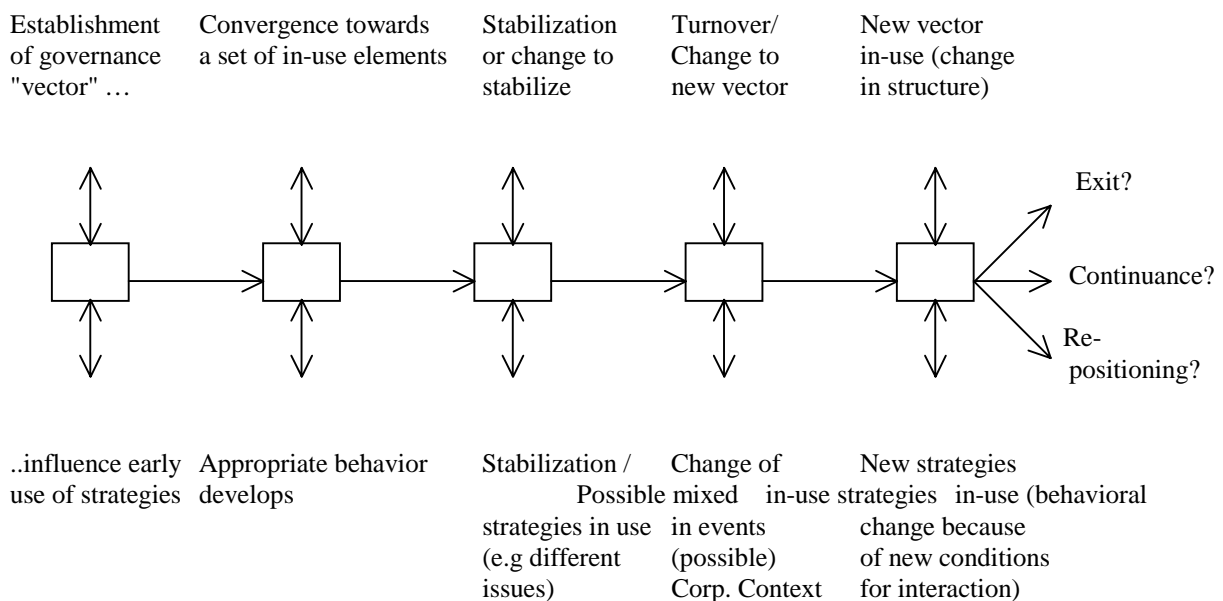 Establishment
of governance
"vector" …
Convergence towards
a set of in-use elements
Stabilization
or change to
stabilize
Turnover/
Change to
new vector
New vector
in-use (change
in structure)
Exit?
Continuance?
Re-
positioning?
..influence early
use of strategies
Appropriate behavior
develops
Stabilization /
Possible mixed
strategies in use
(e.g different
issues)
Change of
in-use strategies
in events
(possible)
Corp. Context
New strategies
in-use (behavioral
change because
of new conditions
for interaction)